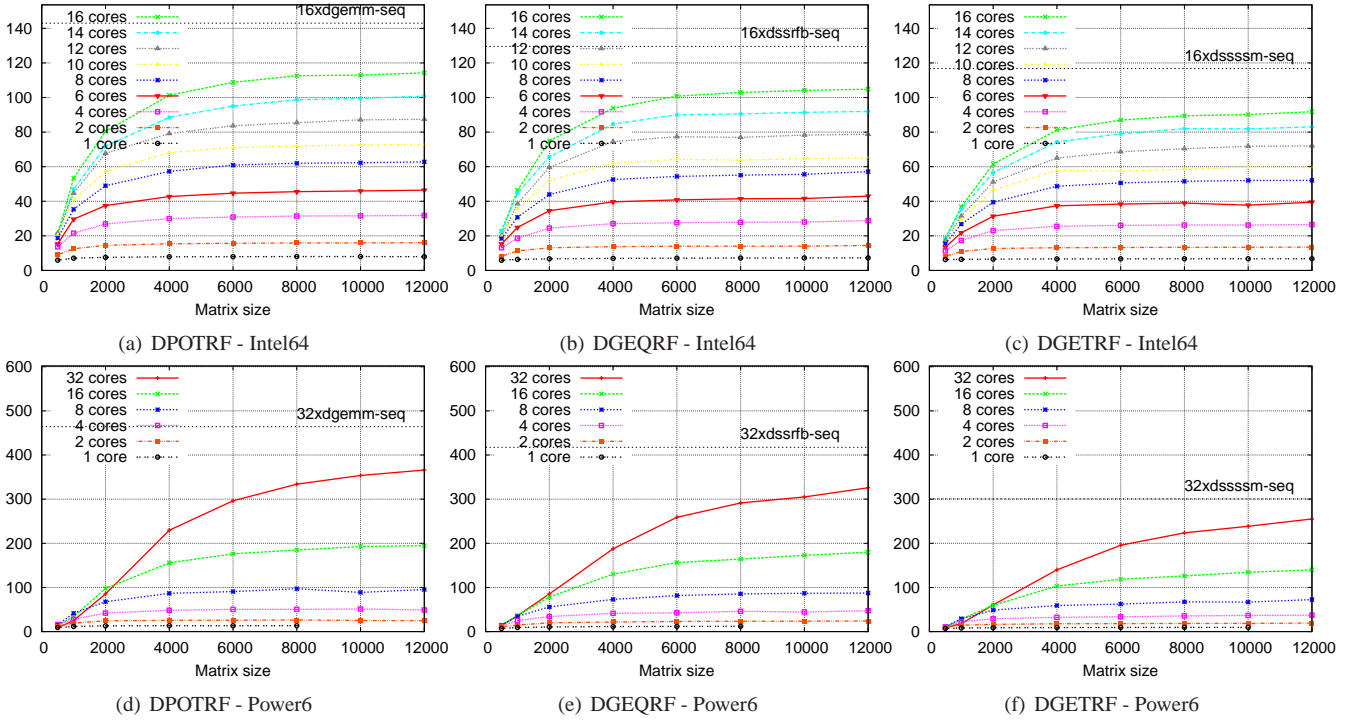 140
120
100
80
60
40
20
0
16 cores
14 cores
12 cores
10 cores
8 cores
6 cores
4 cores
2 cores
1 core
16xdgemm-seq
0 2000 4000 6000 8000 10000 12000
Matrix size
(a) DPOTRF - Intel64
140
120
100
80
60
40
20
0
16 cores
14 cores
12 cores
10 cores
8 cores
6 cores
4 cores
2 cores
1 core
16xdssrfb-seq
0 2000 4000 6000 8000 10000 12000
Matrix size
(b) DGEQRF - Intel64
140
120
100
80
60
40
20
0
16 cores
14 cores
12 cores
10 cores
8 cores
6 cores
4 cores
2 cores
1 core
16xdssssm-seq
0 2000 4000 6000 8000 10000 12000
Matrix size
(c) DGETRF - Intel64
600
500
400
300
200
100
0
32 cores
16 cores
8 cores
4 cores
2 cores
1 core
32xdgemm-seq
0 2000 4000 6000 8000 10000 12000
Matrix size
(d) DPOTRF - Power6
600
500
400
300
200
100
0
32 cores
16 cores
8 cores
4 cores
2 cores
1 core
32xdssrfb-seq
0 2000 4000 6000 8000 10000 12000
Matrix size
(e) DGEQRF - Power6
600
500
400
300
200
100
0
32 cores
16 cores
8 cores
4 cores
2 cores
1 core
32xdssssm-seq
0 2000 4000 6000 8000 10000 12000
Matrix size
(f) DGETRF - Power6